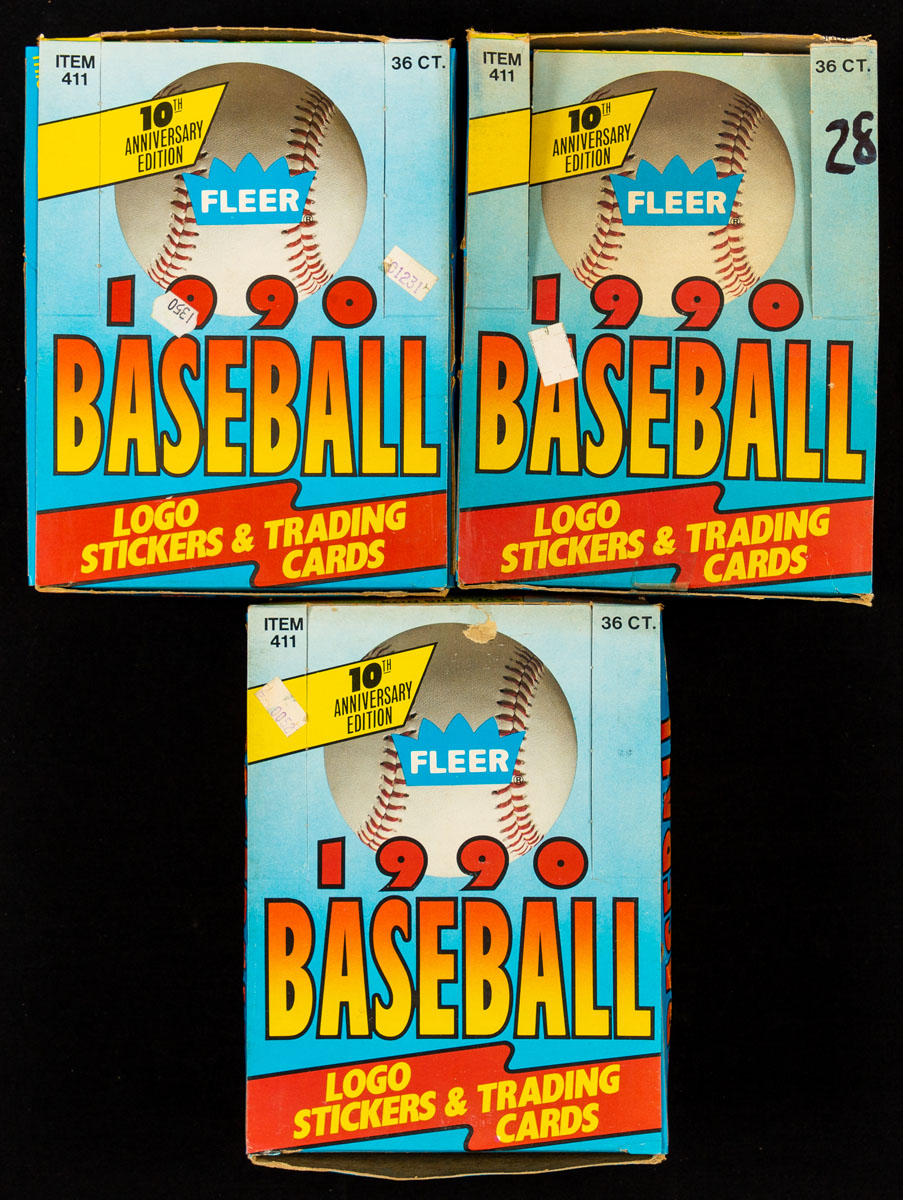 ITEM
411
36 CT.
10TH
ANNIVERSARY
EDITION
FLEER
®
1990
1350
01231
BASEBALL
LOGO
STICKERS & TRADING
CARDS
ITEM
411
36 CT.
28
10TH
ANNIVERSARY
EDITION
FLEER
®
1990
BASEBALL
LOGO
STICKERS & TRADING
CARDS
ITEM
411
36 CT.
10TH
ANNIVERSARY
EDITION
FLEER
®
1990
BASEBALL
LOGO
STICKERS & TRADING
CARDS
BASEBALL